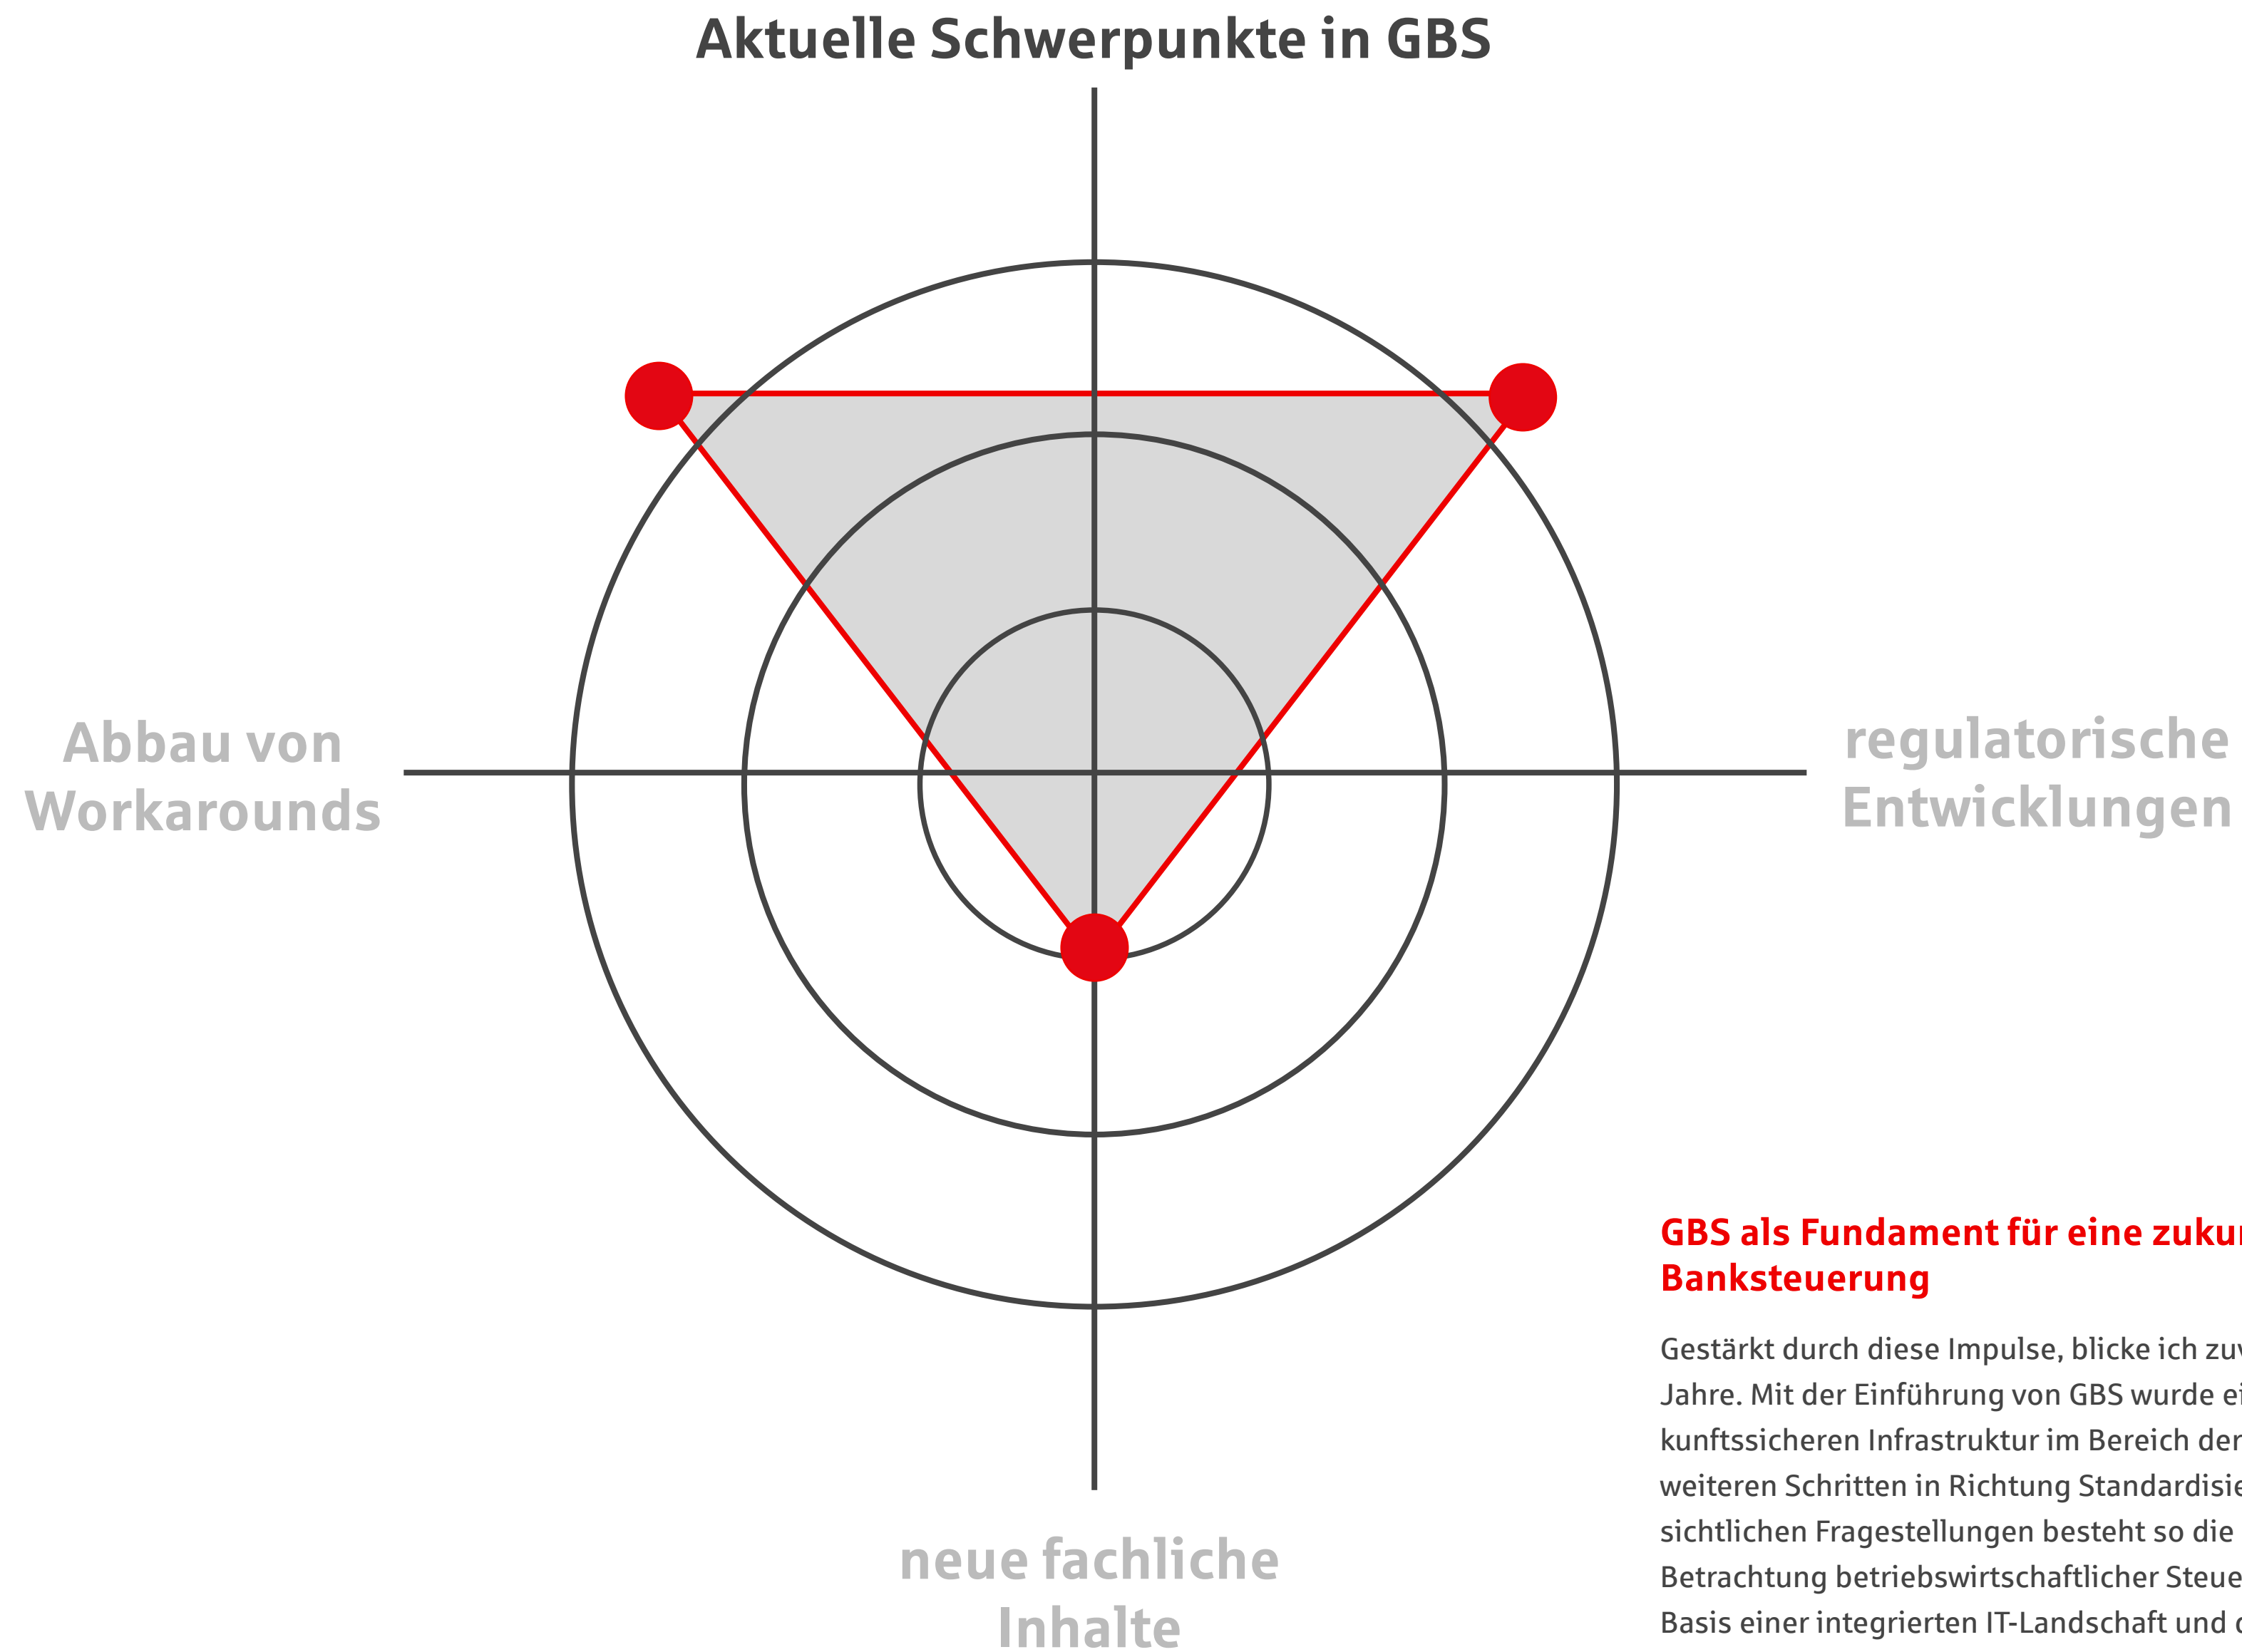 Aktuelle Schwerpunkte in GBS
Abbau von
Workarounds
regulatorische
Entwicklungen
neue fachliche
Inhalte
GBS als Fundament für eine
Banksteuerung
Gestärkt durch diese Impulse, blicke ich
Jahre. Mit der Einführung von GBS wurde
kunftssicheren Infrastruktur im Bereich der
weiteren Schritten in Richtung
sichtlichen Fragestellungen besteht so die
Betrachtung betriebswirtschaftlicher
Basis einer integrierten IT-Landschaft und